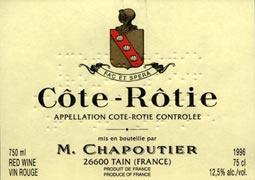 FAC ET SPERA
Côte-Rôtie
APPELLATION COTE-ROTIE CONTROLÉE
mis en bouteille par
M. CHAPOUTIER
750 ml 26600 TAIN (FRANCE) 1996
RED WINE PRODUIT DE FRANCE 75 cl
VIN ROUGE PRODUCE OF FRANCE 12,5% alc./vol.